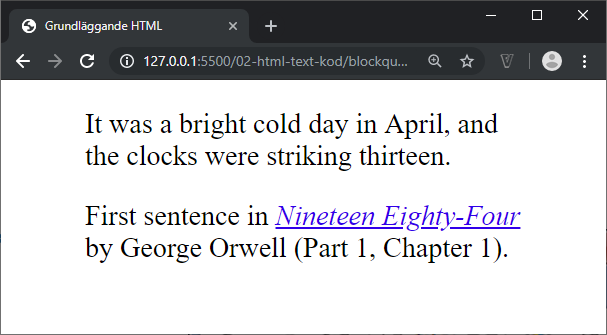 Grundläggande HTML
127.0.0.1:5500/02-html-text-kod/blockqu...
It was a bright cold day in April, and
the clocks were striking thirteen.
First sentence in Nineteen Eighty-Four
by George Orwell (Part 1, Chapter 1).